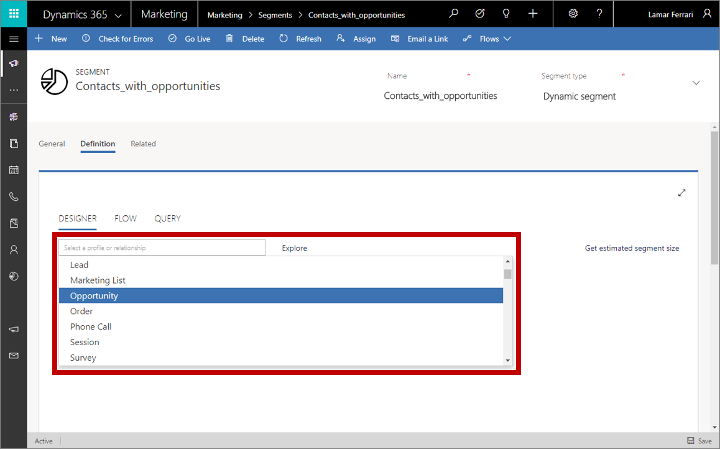 Dynamics 365 Marketing Marketing > Segments > Contacts_with_opportunities Lamar Ferrari
New Check for Errors Go Live Delete Refresh Assign Email a Link Flows
SEGMENT
Contacts_with_opportunities
Name * Segment type *
Contacts_with_opportunities Dynamic segment
General Definition Related
DESIGNER FLOW QUERY
Select a profile or relationship Explore Get estimated segment size
Lead
Marketing List
Opportunity
Order
Phone Call
Session
Survey
Active Save